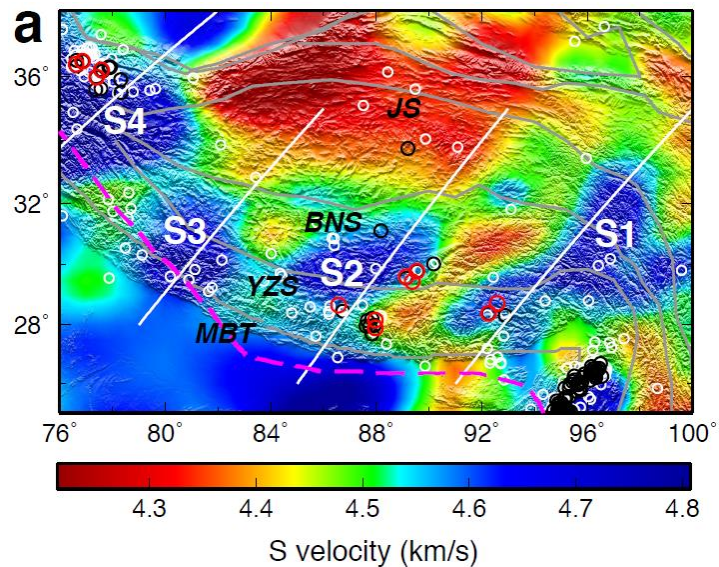 a
36°
32°
28°
S4
JS
S3
BNS
S2
S1
YZS
MBT
76° 80° 84° 88° 92° 96° 100°
4.3 4.4 4.5 4.6 4.7 4.8
S velocity (km/s)